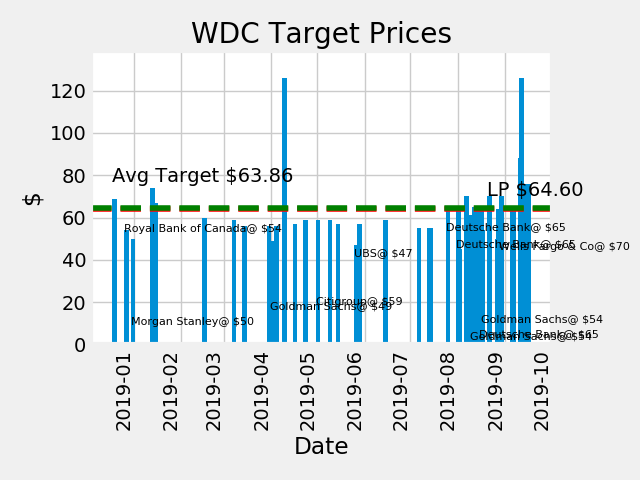 WDC Target Prices
120
100
80
60
40
20
0
$
Avg Target $63.86
LP $64.60
Royal Bank of Canada@ $54
Deutsche Bank@ $65
Deutsche Bank@ $65
Wells Fargo & Co@ $70
UBS@ $47
Citigroup@ $59
Goldman Sachs@ $49
Morgan Stanley@ $50
Goldman Sachs@ $54
Deutsche Bank@ $65
Goldman Sachs@ $54
2019-01
2019-02
2019-03
2019-04
2019-05
2019-06
2019-07
2019-08
2019-09
2019-10
Date